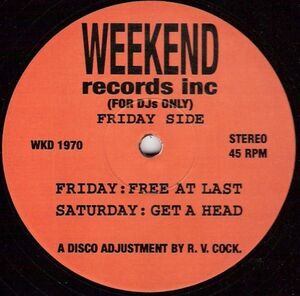 WEEKEND
records inc
(FOR DJs ONLY)
FRIDAY SIDE
WKD 1970
STEREO
45 RPM
FRIDAY:FREE AT LAST
SATURDAY:GET A HEAD
A DISCO ADJUSTMENT BY R. V. COCK.